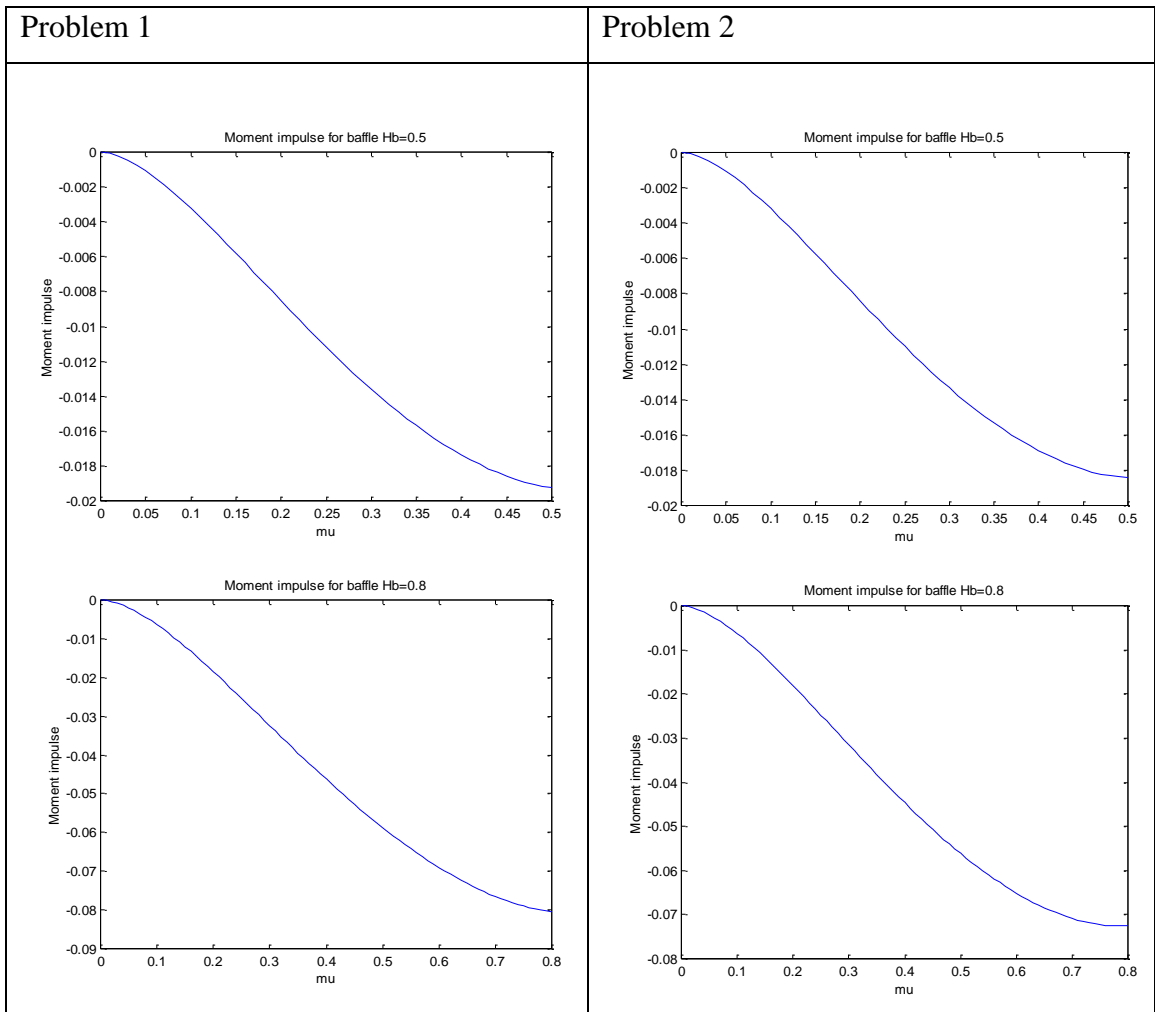 Problem 1
Problem 2
Moment impulse for baffle Hb=0.5
0
-0.002
-0.004
-0.006
-0.008
-0.01
-0.012
-0.014
-0.016
-0.018
-0.02
Moment impulse
0 0.05 0.1 0.15 0.2 0.25 0.3 0.35 0.4 0.45 0.5
mu
Moment impulse for baffle Hb=0.5
0
-0.002
-0.004
-0.006
-0.008
-0.01
-0.012
-0.014
-0.016
-0.018
-0.02
Moment impulse
0 0.05 0.1 0.15 0.2 0.25 0.3 0.35 0.4 0.45 0.5
mu
Moment impulse for baffle Hb=0.8
0
-0.01
-0.02
-0.03
-0.04
-0.05
-0.06
-0.07
-0.08
-0.09
Moment impulse
0 0.1 0.2 0.3 0.4 0.5 0.6 0.7 0.8
mu
Moment impulse for baffle Hb=0.8
0
-0.01
-0.02
-0.03
-0.04
-0.05
-0.06
-0.07
-0.08
Moment impulse
0 0.1 0.2 0.3 0.4 0.5 0.6 0.7 0.8
mu